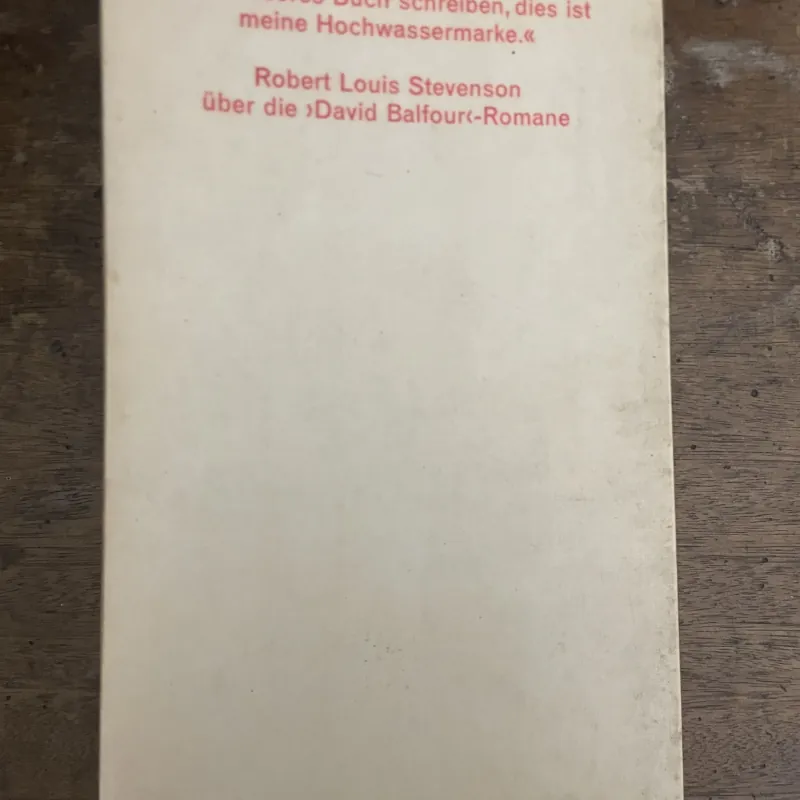 Buch schreiben, dies ist
meine Hochwassermarke.«
Robert Louis Stevenson
über die ›David Balfour‹-Romane